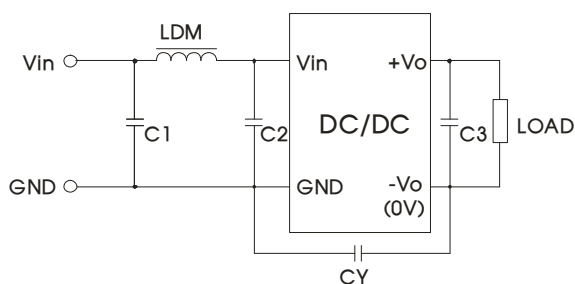 LDM
Vin
Vin
+Vo
C1
C2
DC/DC
C3
LOAD
GND
GND
-Vo
(0V)
CY